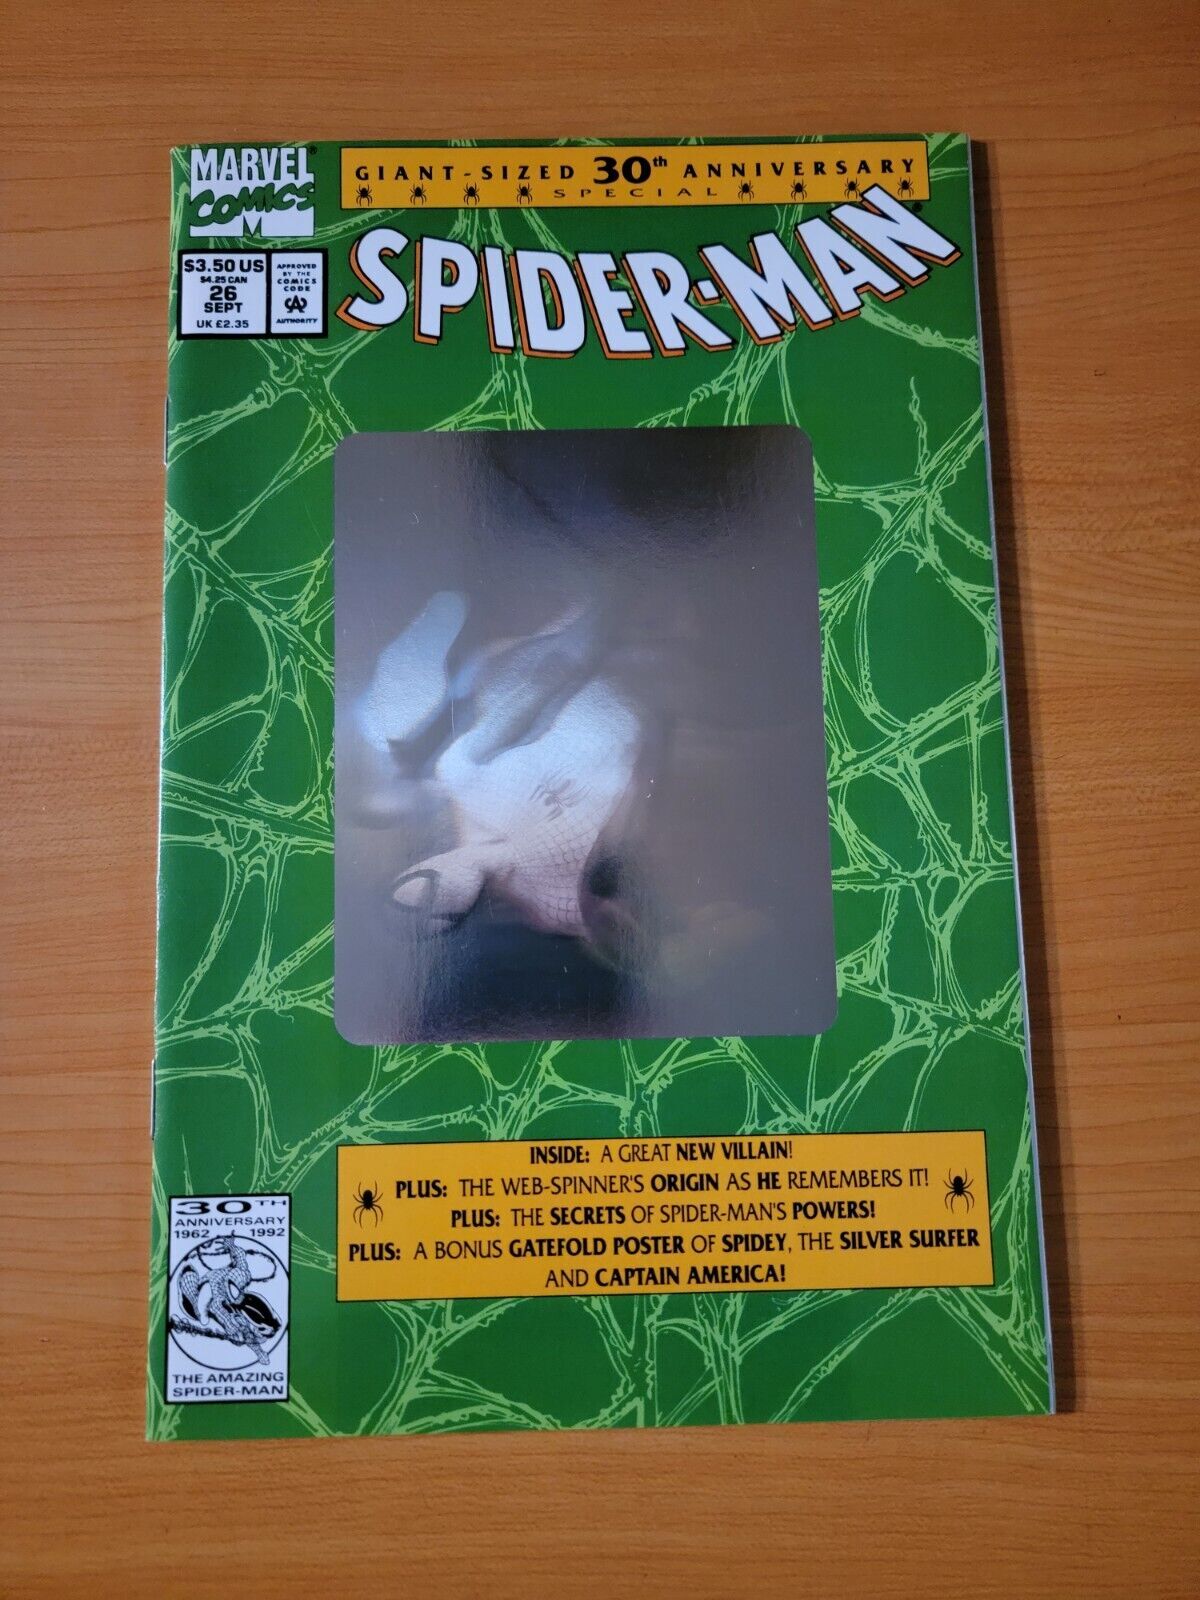 MARVEL®
COMICS
M
GIANT-SIZED 30th ANNIVERSARY
SPECIAL
SPIDER-MAN®
$3.50 US
$4.25 CAN
26
SEPT
UK £2.35
APPROVED
BY THE
COMICS
CODE
CA
AUTHORITY
INSIDE: A GREAT NEW VILLAIN!
PLUS: THE WEB-SPINNER'S ORIGIN AS HE REMEMBERS IT!
PLUS: THE SECRETS OF SPIDER-MAN'S POWERS!
PLUS: A BONUS GATEFOLD POSTER OF SPIDEY, THE SILVER SURFER
AND CAPTAIN AMERICA!
30TH
ANNIVERSARY
1962 1992
THE AMAZING
SPIDER-MAN